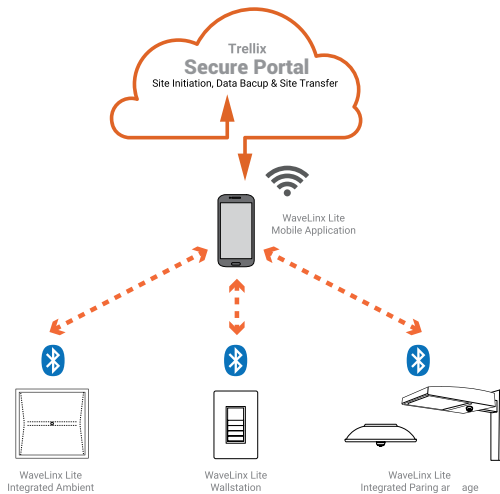 Trellix
Secure Portal
Site Initiation, Data Bacup & Site Transfer
WaveLinx Lite
Mobile Application
WaveLinx Lite
Integrated Ambient
WaveLinx Lite
Wallstation
WaveLinx Lite
Integrated Paring ar age